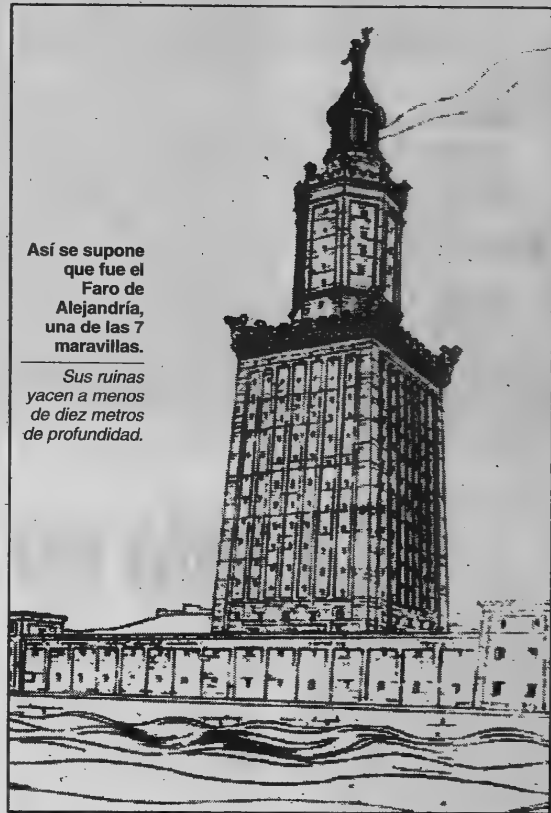 Así se supone
que fue el
Faro de
Alejandría,
una de las 7
maravillas.
Sus ruinas
yacen a menos
de diez metros
de profundidad.